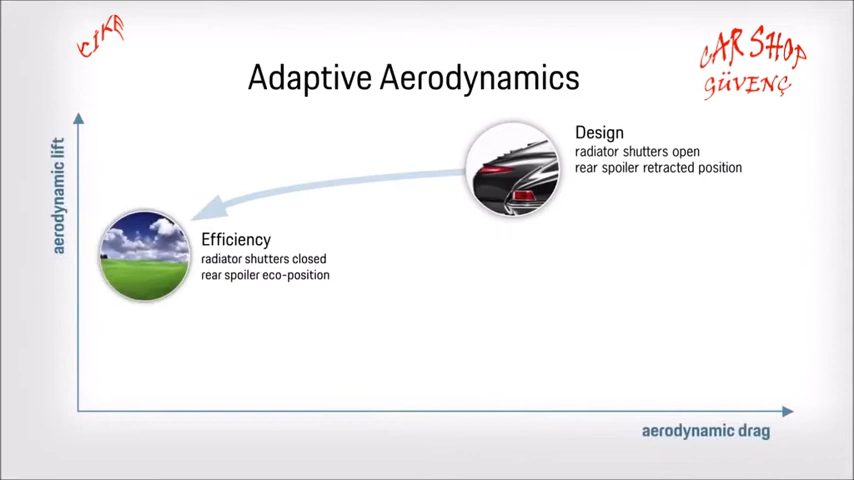 ÇIKA
CAR SHOP
GÜVENÇ
Adaptive Aerodynamics
aerodynamic lift
Design
radiator shutters open
rear spoiler retracted position
Efficiency
radiator shutters closed
rear spoiler eco-position
aerodynamic drag